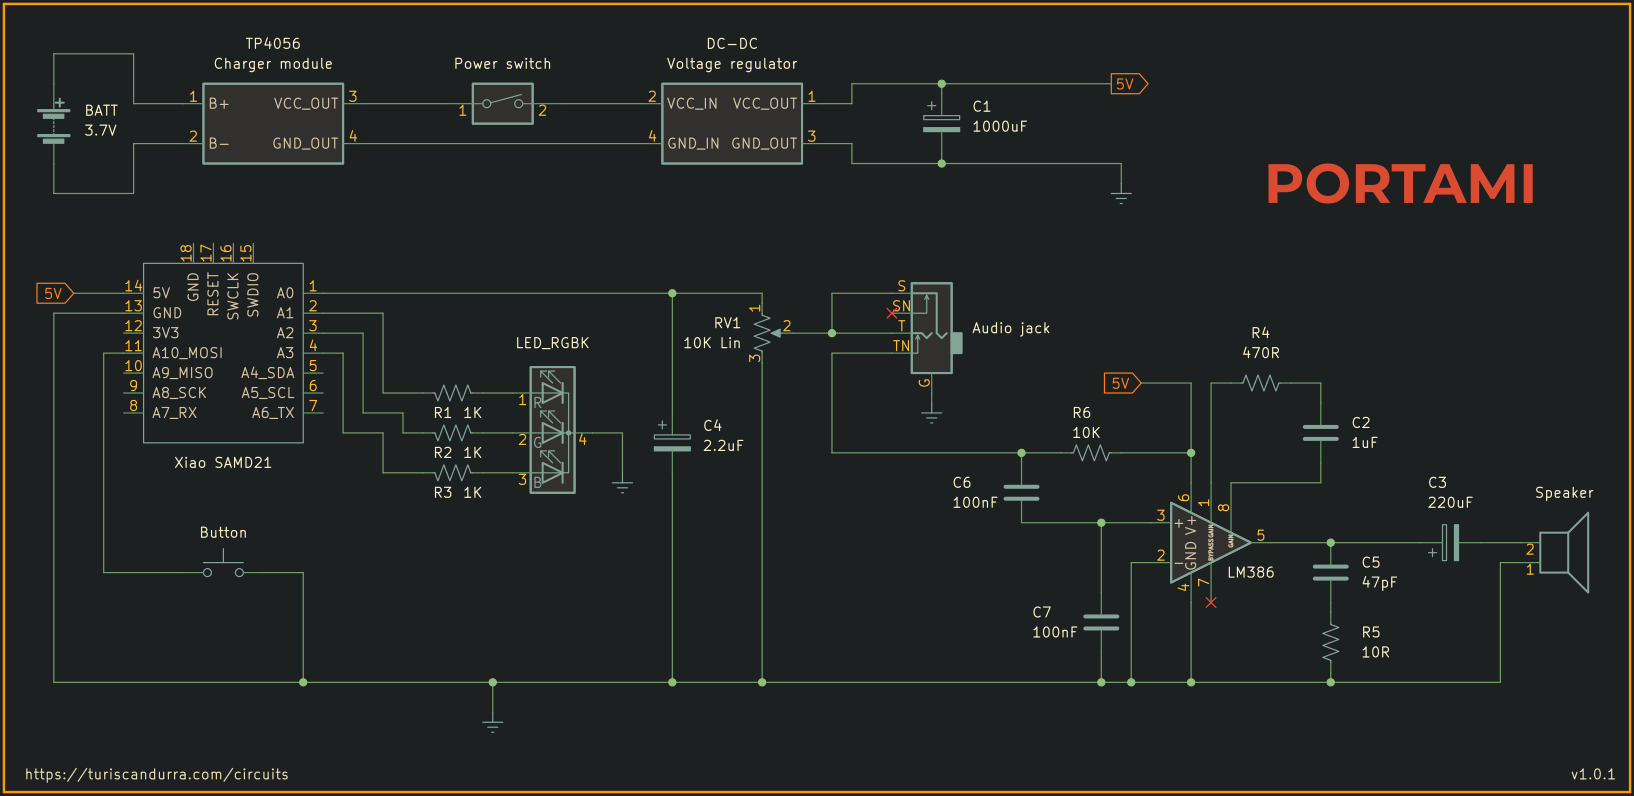 TP4056
Charger module
Power switch
DC-DC
Voltage regulator
BATT
3.7V
+
1 B+ VCC_OUT 3
2 B- GND_OUT 4
1 2
2 VCC_IN VCC_OUT 1
4 GND_IN GND_OUT 3
+
C1
1000uF
5V
PORTAMI
18 17 16 15
GND RESET SWCLK SWDIO
5V
14 5V A0 1
13 GND A1 2
12 3V3 A2 3
11 A10_MOSI A3 4
10 A9_MISO A4_SDA 5
9 A8_SCK A5_SCL 6
8 A7_RX A6_TX 7
Xiao SAMD21
Button
LED_RGBK
R1 1K
R2 1K
R3 1K
1 R
2 G 4
3 B
+
C4
2.2uF
RV1
10K Lin
1
2
3
S
SN
T
TN
G
Audio jack
5V
R4
470R
R6
10K
C2
1uF
C6
100nF
C7
100nF
6 1 8
3 +
2 -
V+
GND
BYPASS
GAIN
GAIN
4 7
5
LM386
C3
220uF
+
C5
47pF
R5
10R
Speaker
2
1
https://turiscandurra.com/circuits
v1.0.1